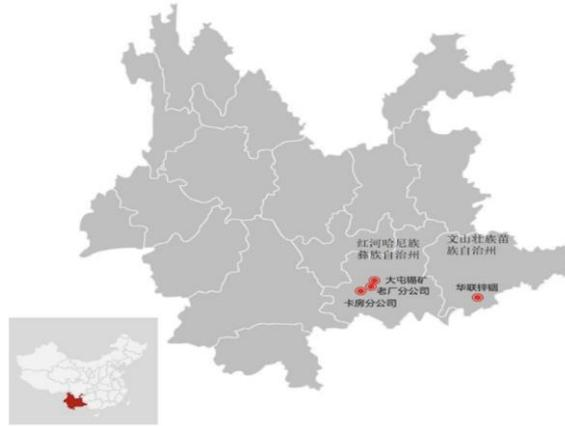 红河哈尼族
彝族自治州
文山壮族苗
族自治州
大屯锡矿
老厂分公司
卡房分公司
华联锌铟